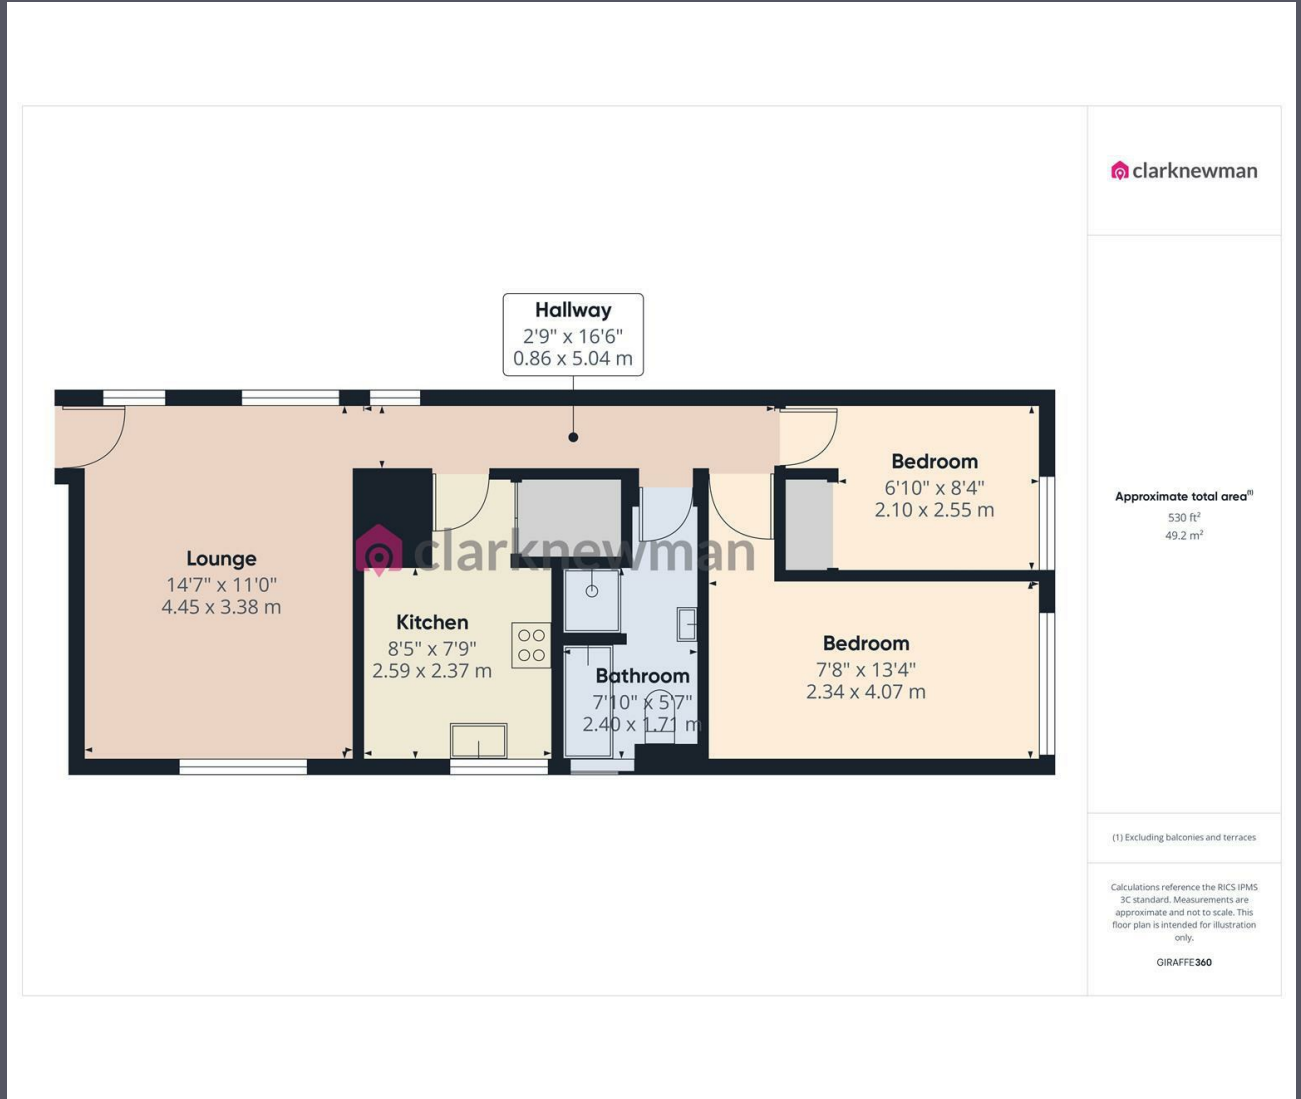 clarknewman
Hallway
2'9" x 16'6"
0.86 x 5.04 m
Bedroom
6'10" x 8'4"
2.10 x 2.55 m
Approximate total area(1)
530 ft²
49.2 m²
clarknewman
Lounge
14'7" x 11'0"
4.45 x 3.38 m
Kitchen
8'5" x 7'9"
2.59 x 2.37 m
Bathroom
7'10" x 5'7"
2.40 x 1.71 m
Bedroom
7'8" x 13'4"
2.34 x 4.07 m
(1) Excluding balconies and terraces
Calculations reference the RICS IPMS
3C standard. Measurements are
approximate and not to scale. This
floor plan is intended for illustration
only.
GIRAFFE360